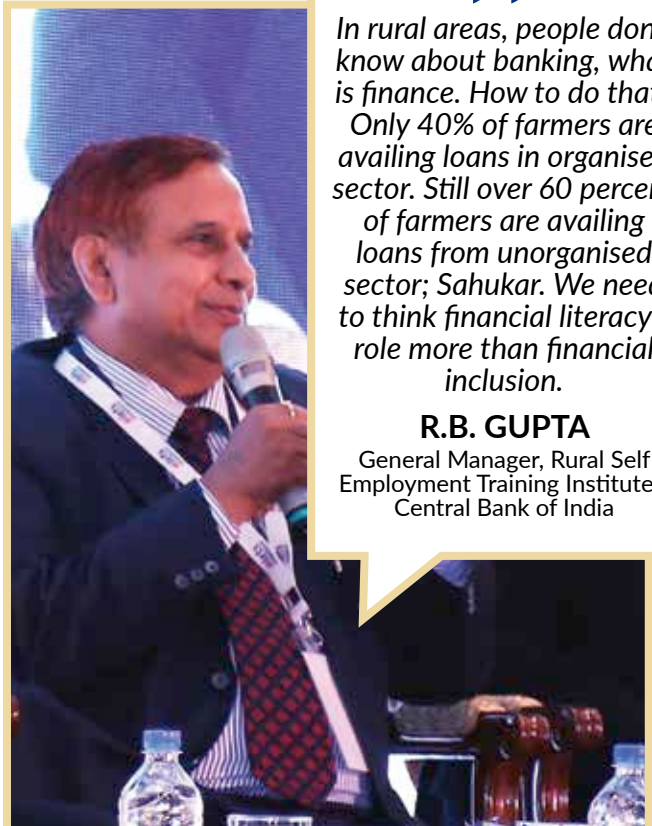 In rural areas, people don
know about banking, wha
is finance. How to do that
Only 40% of farmers are
availing loans in organise
sector. Still over 60 percen
of farmers are availing
loans from unorganised
sector; Sahukar. We need
to think financial literacy
role more than financial
inclusion.
R.B. GUPTA
General Manager, Rural Self
Employment Training Institute
Central Bank of India